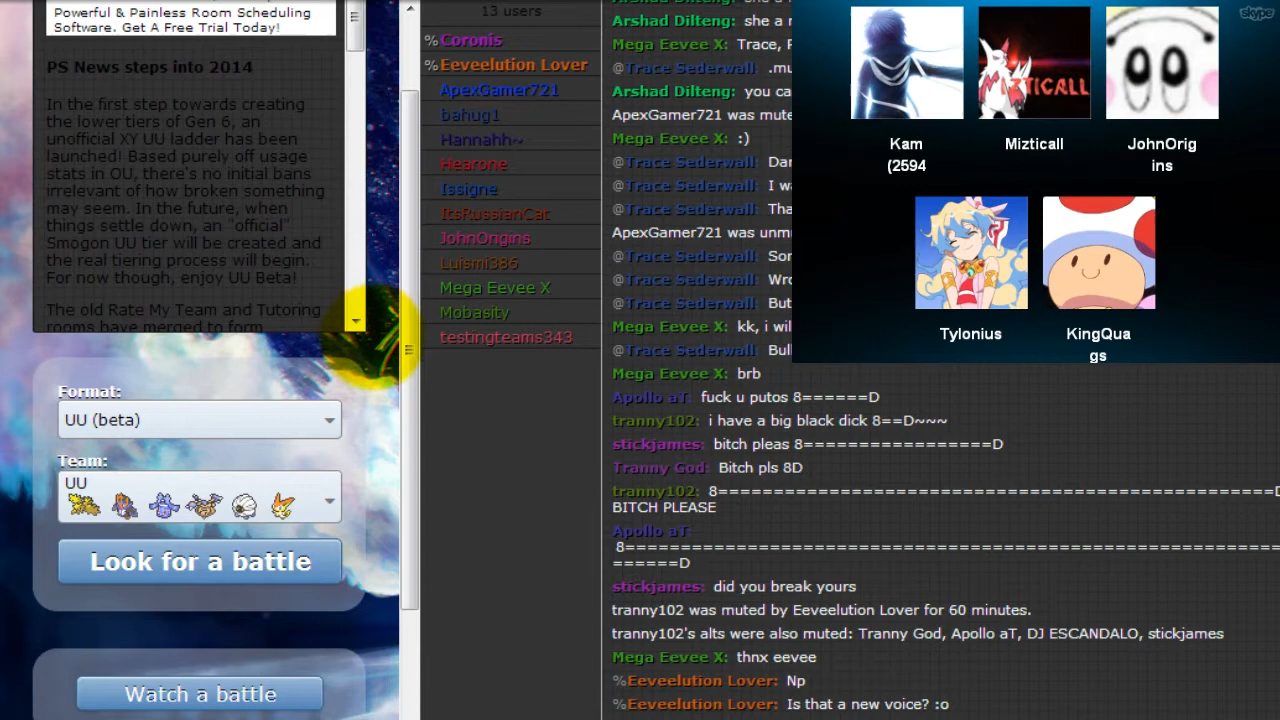 Powerful & Painless Room Scheduling
Software. Get A Free Trial Today!
PS News steps into 2014
In the first step towards creating
the lower tiers of Gen 6, an
unofficial XY UU ladder has been
launched! Based purely off usage
stats in OU, there's no initial bans
irrelevant of how broken something
may seem. In the future, when
things settle down, an "official"
Smogon UU tier will be created and
the real tiering process will begin.
For now though, enjoy UU Beta!
The old Rate My Team and Tutoring
rooms have merged to form
Format:
UU (beta)
Team:
UU
Look for a battle
Watch a battle
13 users
%Coronis
%Eeveelution Lover
ApexGamer721
bahug1
Hannahh~
Hearone
Issigne
ItsRussianCat
JohnOrigins
Luismi386
Mega Eevee X
Mobasity
testingteams343
Arshad Dilteng:
Arshad Dilteng: she a
Mega Eevee X: Trace,
@Trace Sederwall: .mu
Arshad Dilteng: you ca
ApexGamer721 was mute
Mega Eevee X: :)
@Trace Sederwall: Dar
@Trace Sederwall: I wa
@Trace Sederwall: Tha
ApexGamer721 was unm
@Trace Sederwall: Sor
@Trace Sederwall: Wro
@Trace Sederwall: But
Mega Eevee X: kk, i wil
@Trace Sederwall: Bul
Mega Eevee X: brb
Apollo aT: fuck u putos 8======D
tranny102: i have a big black dick 8==D~~~
stickjames: bitch pleas 8=================D
Tranny God: Bitch pls 8D
tranny102: 8=================================================D
BITCH PLEASE
Apollo aT:
8==========================================================
======D
stickjames: did you break yours
tranny102 was muted by Eeveelution Lover for 60 minutes.
tranny102's alts were also muted: Tranny God, Apollo aT, DJ ESCANDALO, stickjames
Mega Eevee X: thnx eevee
%Eeveelution Lover: Np
%Eeveelution Lover: Is that a new voice? :o
skype
MIZTICALL
Kam
(2594
Mizticall
JohnOrig
ins
Tylonius
KingQua
gs